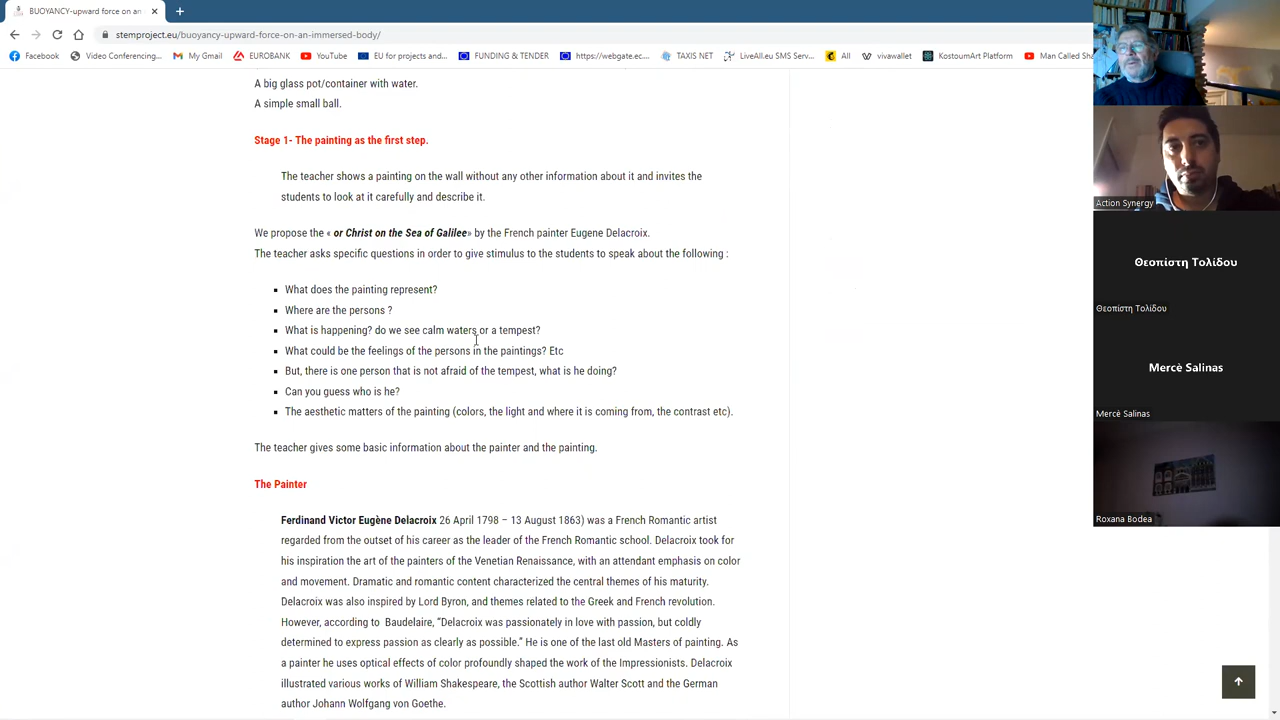 BUOYANCY-upward force on an
stemproject.eu/buoyancy-upward-force-on-an-immersed-body/
Facebook
Video Conferencing...
My Gmail
EUROBANK
YouTube
EU for projects and...
FUNDING & TENDER
https://webgate.ec...
TAXIS NET
LiveAll.eu SMS Serv...
All
vivawallet
KostoumArt Platform
Man Called Sha
A big glass pot/container with water.
A simple small ball.
Stage 1- The painting as the first step.
The teacher shows a painting on the wall without any other information about it and invites the
students to look at it carefully and describe it.
We propose the « or Christ on the Sea of Galilee» by the French painter Eugene Delacroix.
The teacher asks specific questions in order to give stimulus to the students to speak about the following :
What does the painting represent?
Where are the persons ?
What is happening? do we see calm waters or a tempest?
What could be the feelings of the persons in the paintings? Etc
But, there is one person that is not afraid of the tempest, what is he doing?
Can you guess who is he?
The aesthetic matters of the painting (colors, the light and where it is coming from, the contrast etc).
The teacher gives some basic information about the painter and the painting.
The Painter
Ferdinand Victor Eugène Delacroix 26 April 1798 – 13 August 1863) was a French Romantic artist
regarded from the outset of his career as the leader of the French Romantic school. Delacroix took for
his inspiration the art of the painters of the Venetian Renaissance, with an attendant emphasis on color
and movement. Dramatic and romantic content characterized the central themes of his maturity.
Delacroix was also inspired by Lord Byron, and themes related to the Greek and French revolution.
However, according to  Baudelaire, “Delacroix was passionately in love with passion, but coldly
determined to express passion as clearly as possible.” He is one of the last old Masters of painting. As
a painter he uses optical effects of color profoundly shaped the work of the Impressionists. Delacroix
illustrated various works of William Shakespeare, the Scottish author Walter Scott and the German
author Johann Wolfgang von Goethe.
Action Synergy
Θεοπίστη Τολίδου
Θεοπίστη Τολίδου
Mercè Salinas
Mercè Salinas
Roxana Bodea